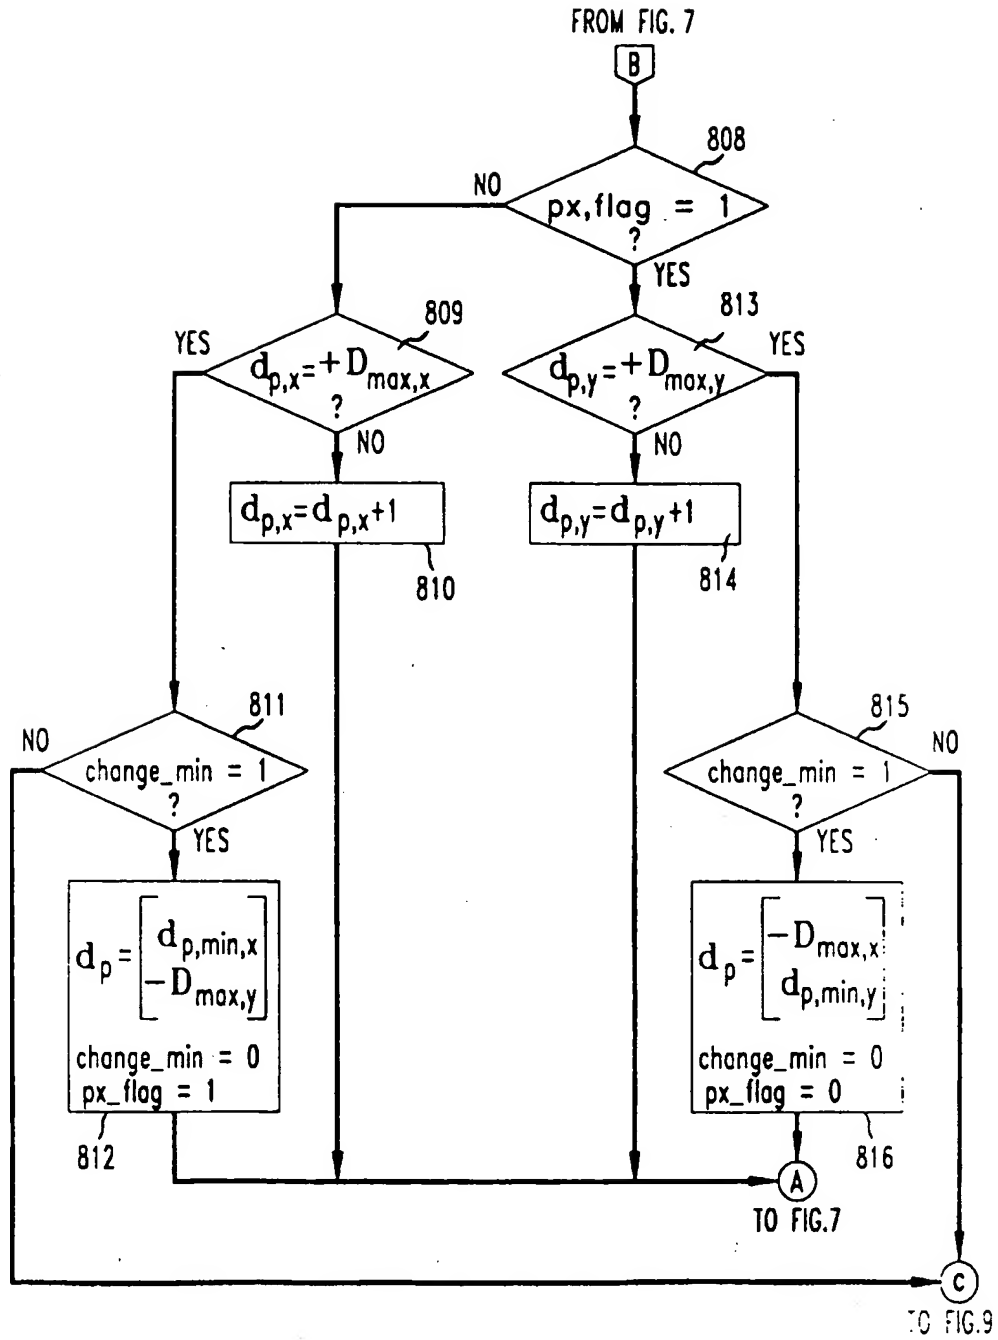 FROM FIG. 7
B
808
NO
px,flag = 1
?
YES
809
813
YES
d_p,x=+D_max,x
?
NO
d_p,y=+D_max,y
?
YES
NO
d_p,x=d_p,x+1
810
d_p,y=d_p,y+1
814
811
NO
change_min = 1
?
YES
815
change_min = 1
?
NO
YES
d_p=[d_p,min,x
-D_max,y]
change_min = 0
px_flag = 1
812
d_p=[-D_max,x
d_p,min,y]
change_min = 0
px_flag = 0
816
A
TO FIG.7
C
TO FIG.9